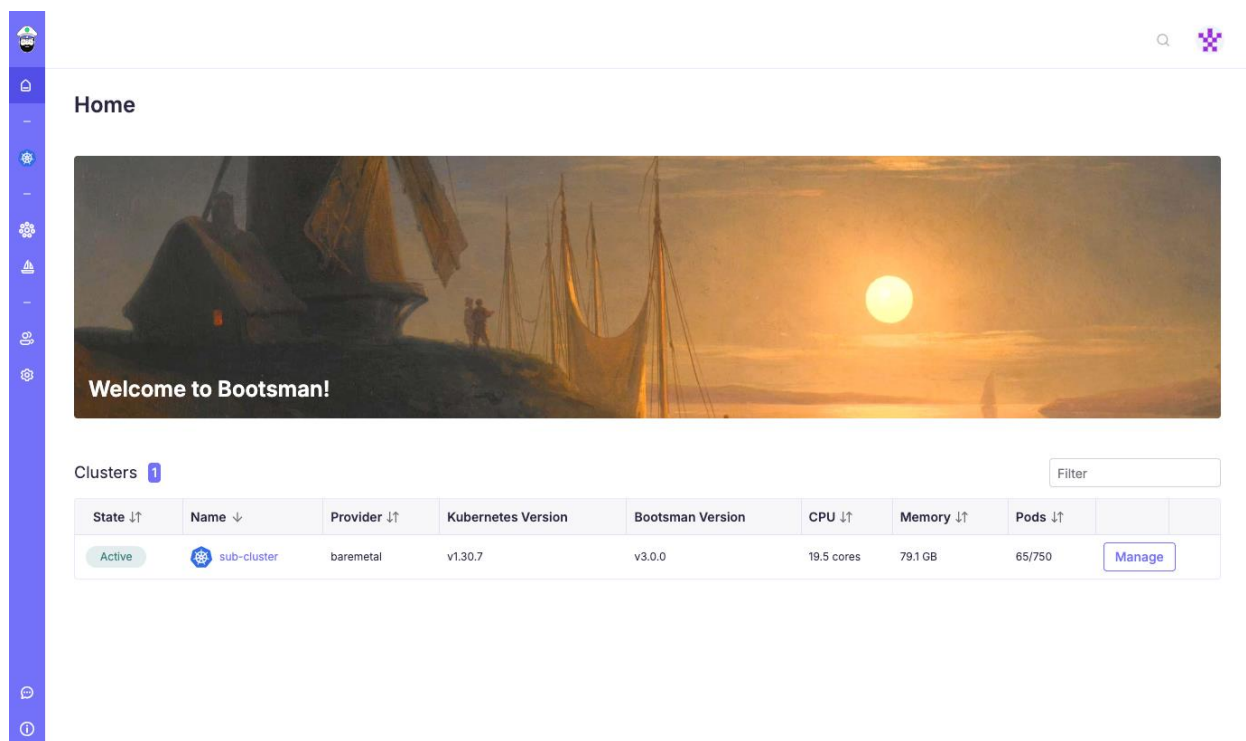 Home
Welcome to Bootsman!
Clusters 1
Filter
State Name Provider Kubernetes Version Bootsman Version CPU Memory Pods
Active sub-cluster baremetal v1.30.7 v3.0.0 19.5 cores 79.1 GB 65/750 Manage